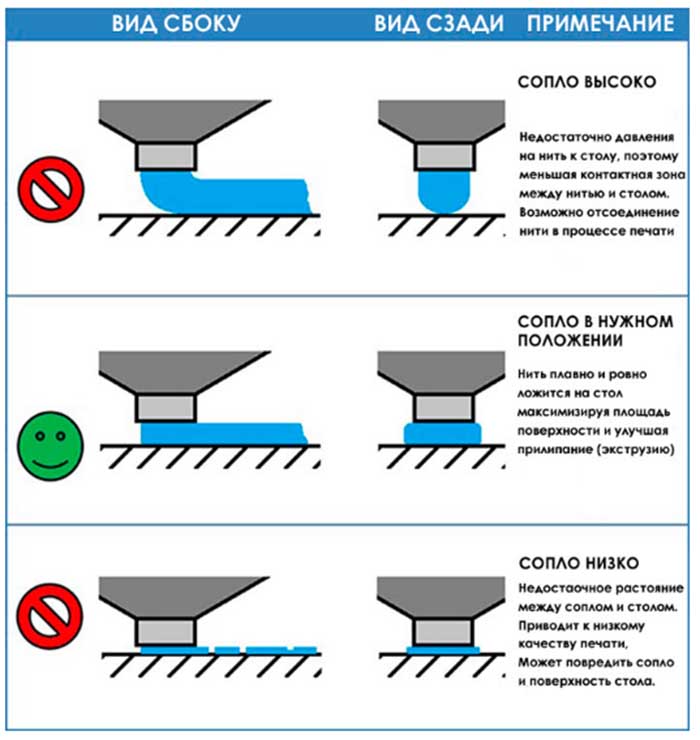 ВИД СБОКУ
ВИД СЗАДИ
ПРИМЕЧАНИЕ
СОПЛО ВЫСОКО
Недостаточно давления
на нить к столу, поэтому
меньшая контактная зона
между нитью и столом.
Возможно отсоединение
нити в процессе печати
СОПЛО В НУЖНОМ
ПОЛОЖЕНИИ
Нить плавно и ровно
ложится на стол
максимизируя площадь
поверхности и улучшая
прилипание (экструзию)
СОПЛО НИЗКО
Недостаочное растояние
между соплом и столом.
Приводит к низкому
качеству печати,
Может повредить сопло
и поверхность стола.